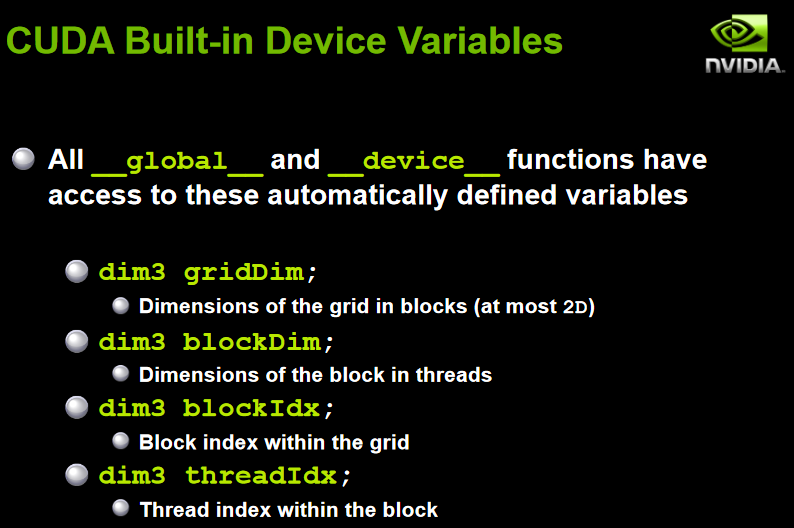 CUDA Built-in Device Variables
NVIDIA.
All __global__ and __device__ functions have
access to these automatically defined variables
dim3 gridDim;
Dimensions of the grid in blocks (at most 2D)
dim3 blockDim;
Dimensions of the block in threads
dim3 blockIdx;
Block index within the grid
dim3 threadIdx;
Thread index within the block